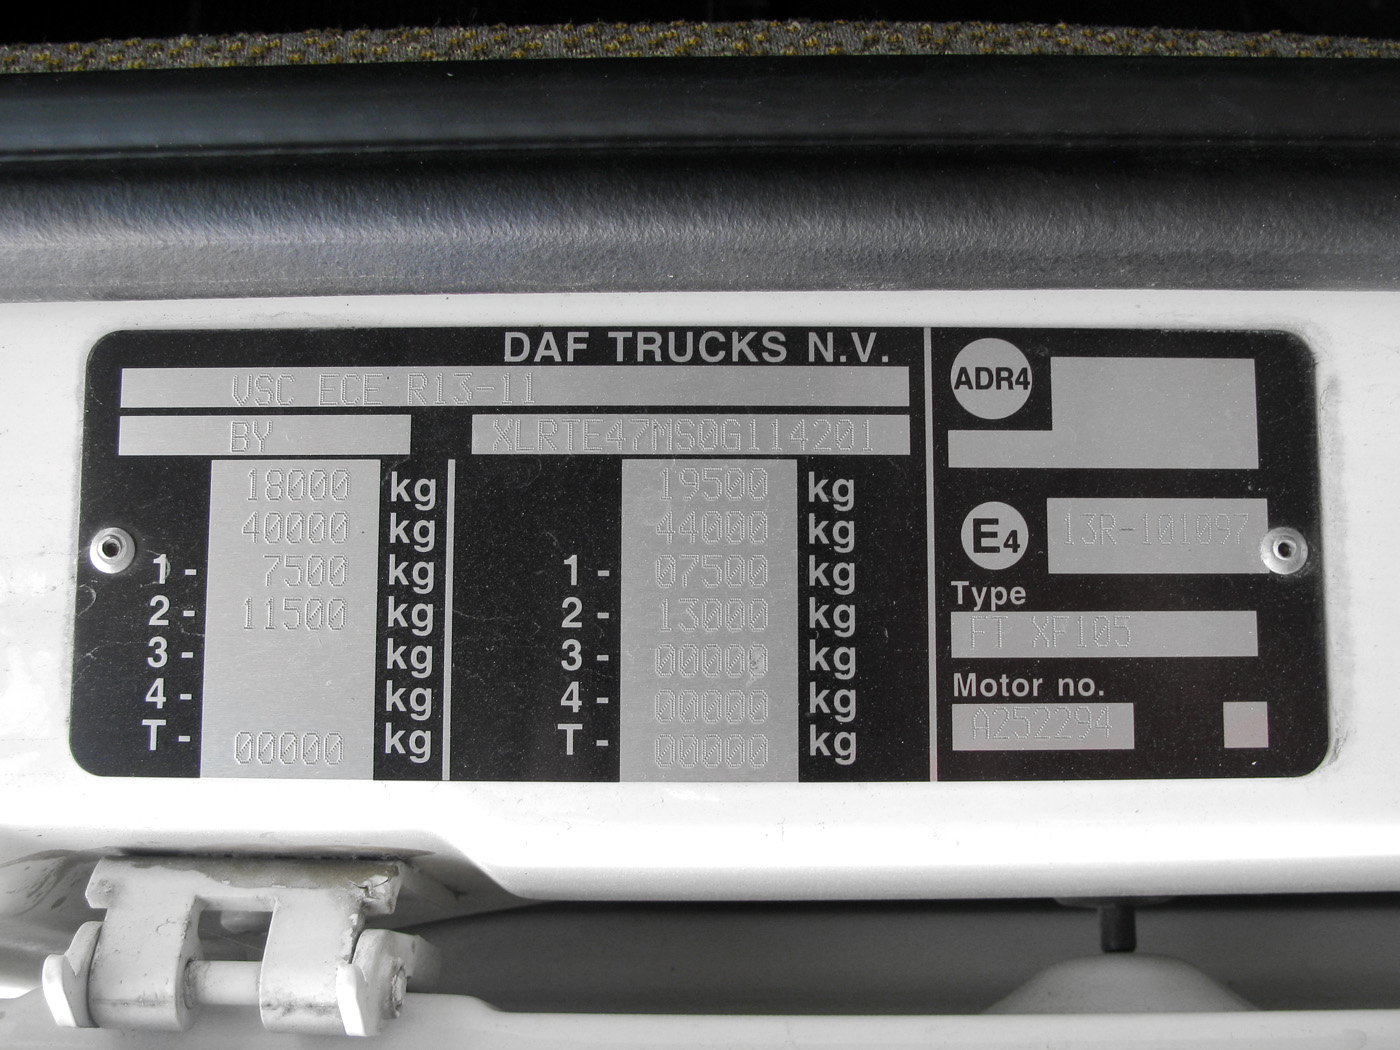 DAF TRUCKS N.V.
VSC ECE R13-11
BY XLRTE47MS0G114201
18000 kg 19500 kg
40000 kg 44000 kg
1- 7500 kg 1- 07500 kg
2- 11500 kg 2- 13000 kg
3- kg 3- 00000 kg
4- kg 4- 00000 kg
T- 00000 kg T- 00000 kg
ADR4
E4 13R-101097
Type
FT XF105
Motor no.
A252294